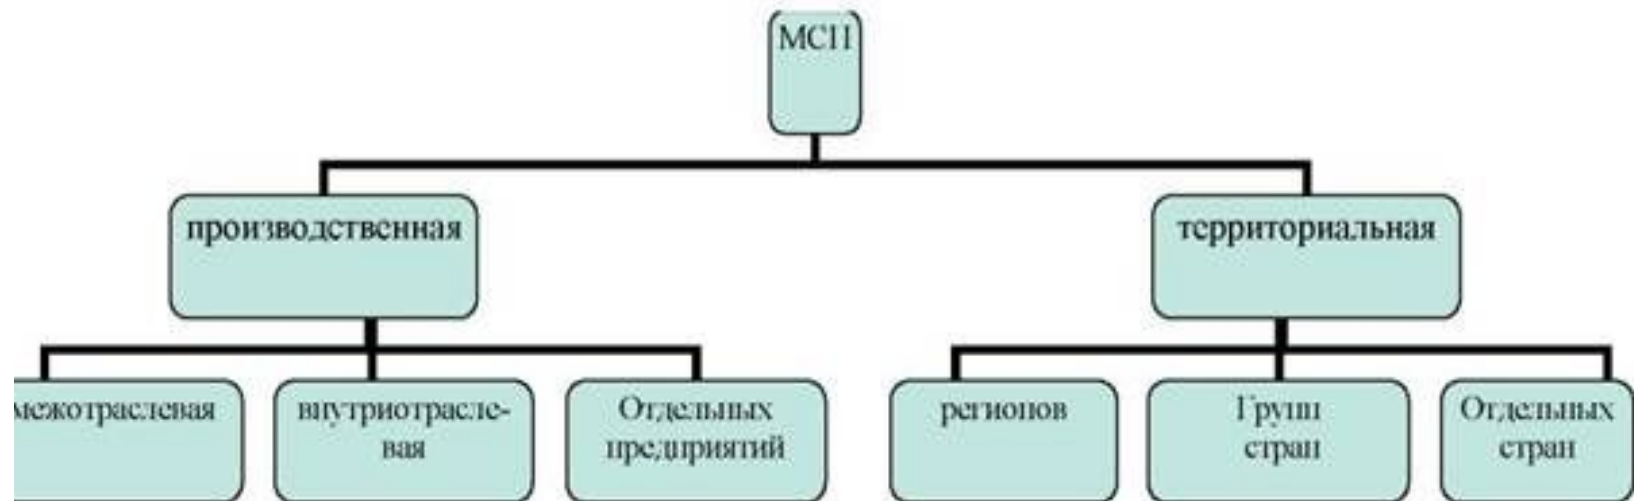 МСП
производственная
территориальная
межотраслевая
внутриотрасле-
вая
Отдельных
предприятий
регионов
Групп
стран
Отдельных
стран